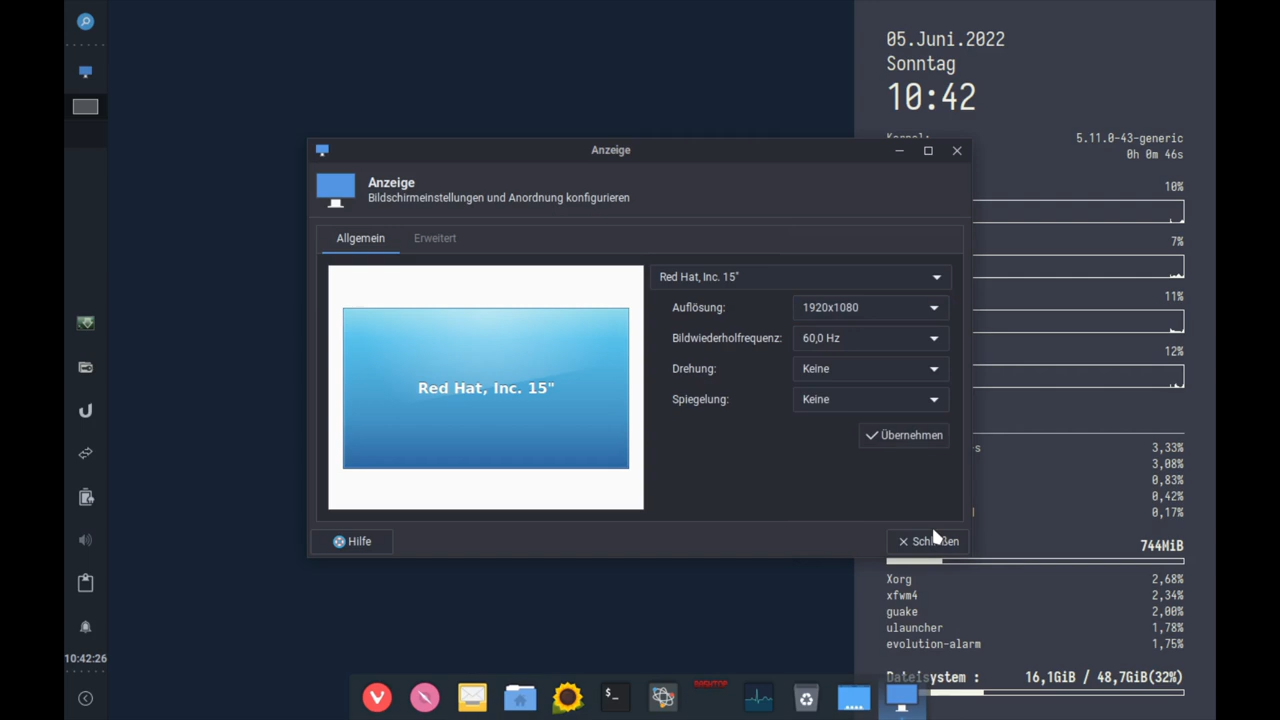 05.Juni.2022
Sonntag
10:42
5.11.0-43-generic
0h 0m 46s
10%
7%
11%
12%
Anzeige
Anzeige
Bildschirmeinstellungen und Anordnung konfigurieren
Allgemein
Erweitert
Red Hat, Inc. 15"
Red Hat, Inc. 15"
Auflösung:
1920x1080
Bildwiederholfrequenz:
60,0 Hz
Drehung:
Keine
Spiegelung:
Keine
Übernehmen
Hilfe
3,33%
3,08%
0,83%
0,42%
0,17%
744MiB
Xorg 2,68%
xfwm4 2,34%
guake 2,00%
ulauncher 1,78%
evolution-alarm 1,75%
Dateisystem : 16,1GiB / 48,7GiB(32%)
10:42:26
$_